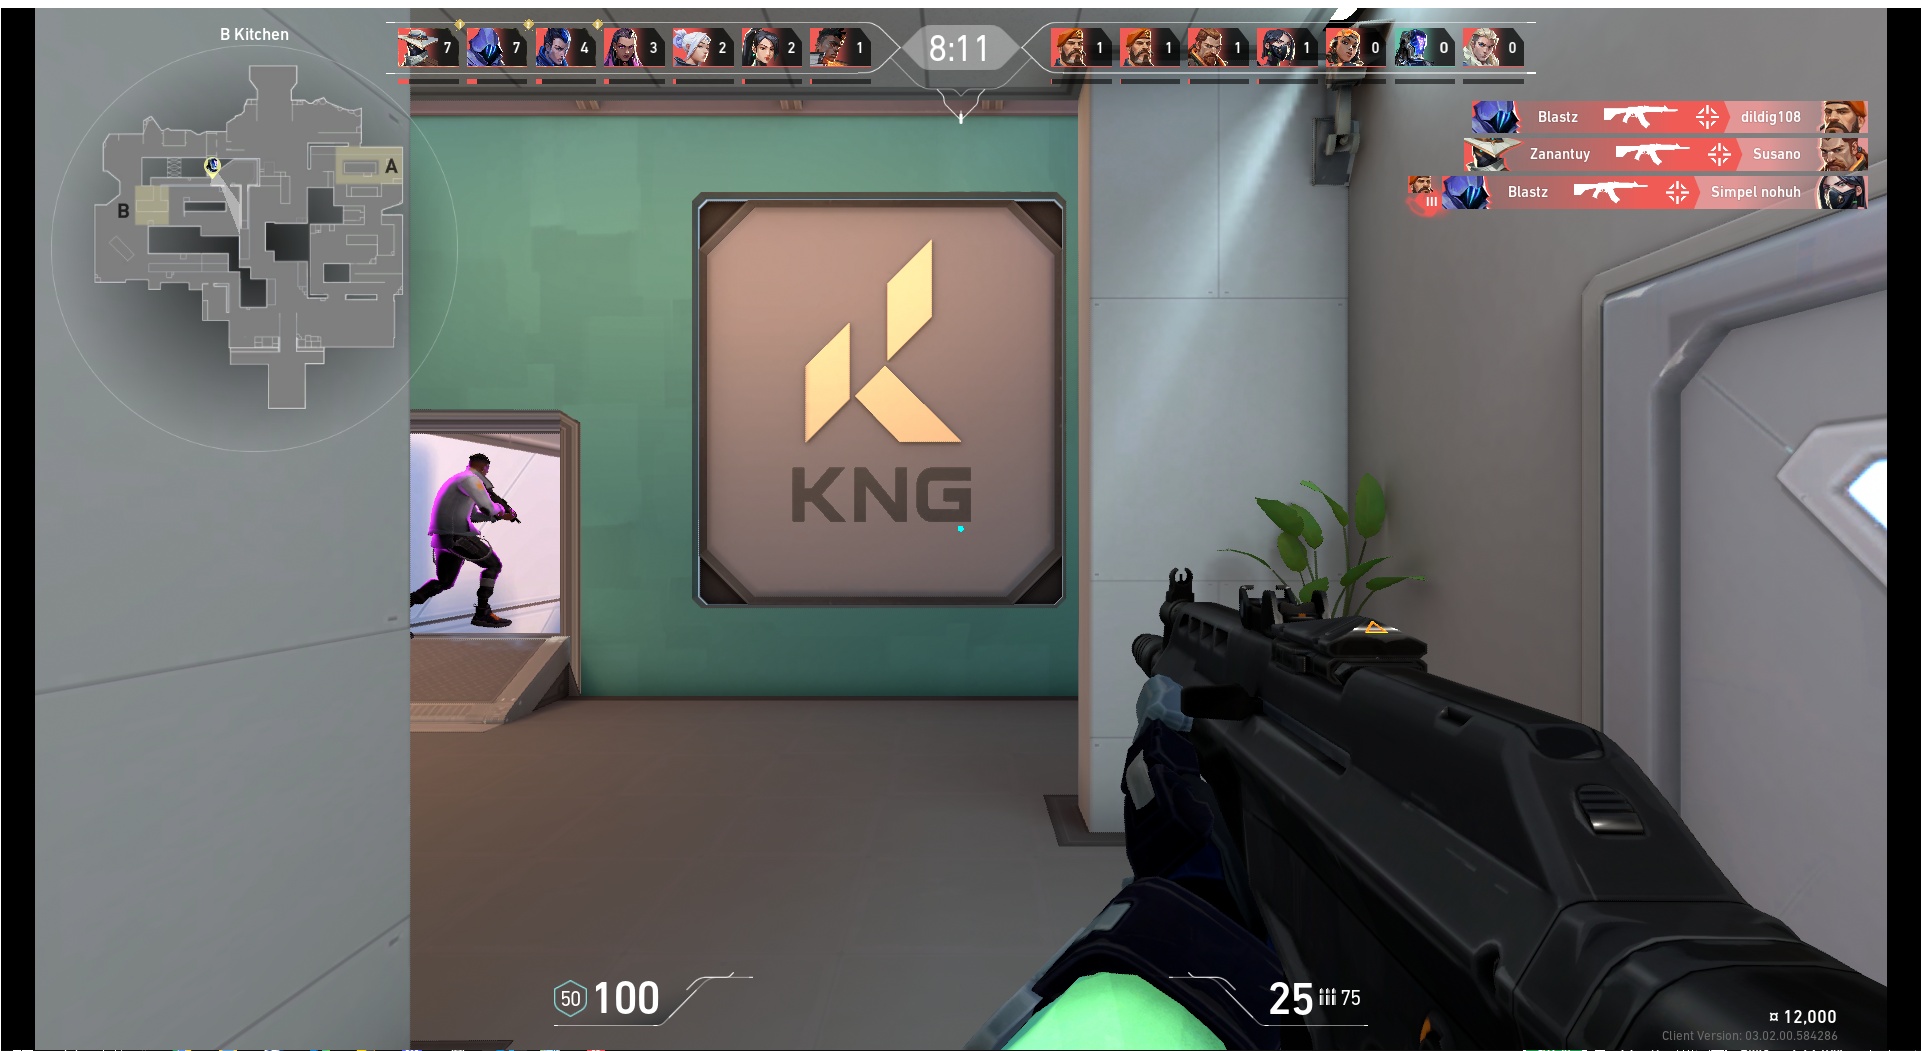 B Kitchen
7 7 4 3 2 2 1
8:11
1 1 1 1 0 0 0
Blastz dildig108
Zanantuy Susano
III Blastz Simpel nohuh
A
B
KNG
50 100
25 75
¤ 12,000
Client Version: 03.02.00.584286